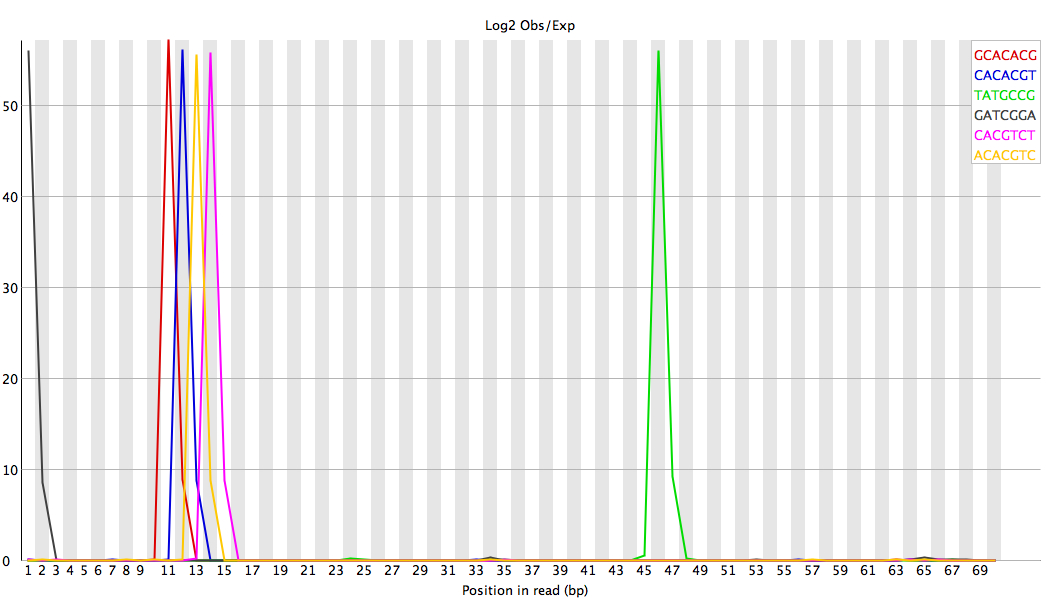 Log2 Obs/Exp
GCACACG
CACACGT
TATGCCG
GATCGGA
CACGTCT
ACACGTC
50
40
30
20
10
0
1 2 3 4 5 6 7 8 9 11 13 15 17 19 21 23 25 27 29 31 33 35 37 39 41 43 45 47 49 51 53 55 57 59 61 63 65 67 69
Position in read (bp)